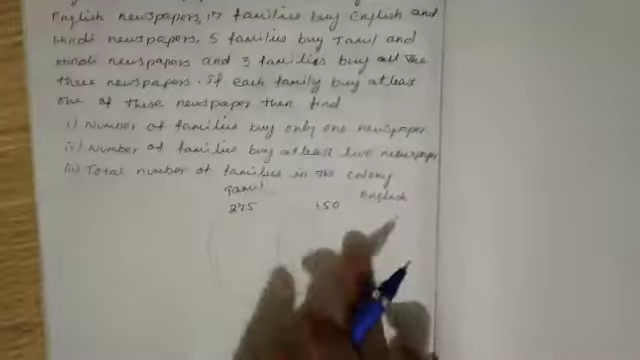 English newspapers, 17 families buy English and
Hindi newspapers, 5 families buy Tamil and
Hindi newspapers and 3 families buy all the
three newspapers. If each family buy atleast
one of these newspaper then find
i) Number of families buy only one newspaper
ii) Number of families buy atleast two newspaper
iii) Total number of families in the colony
Tamil English
275 150